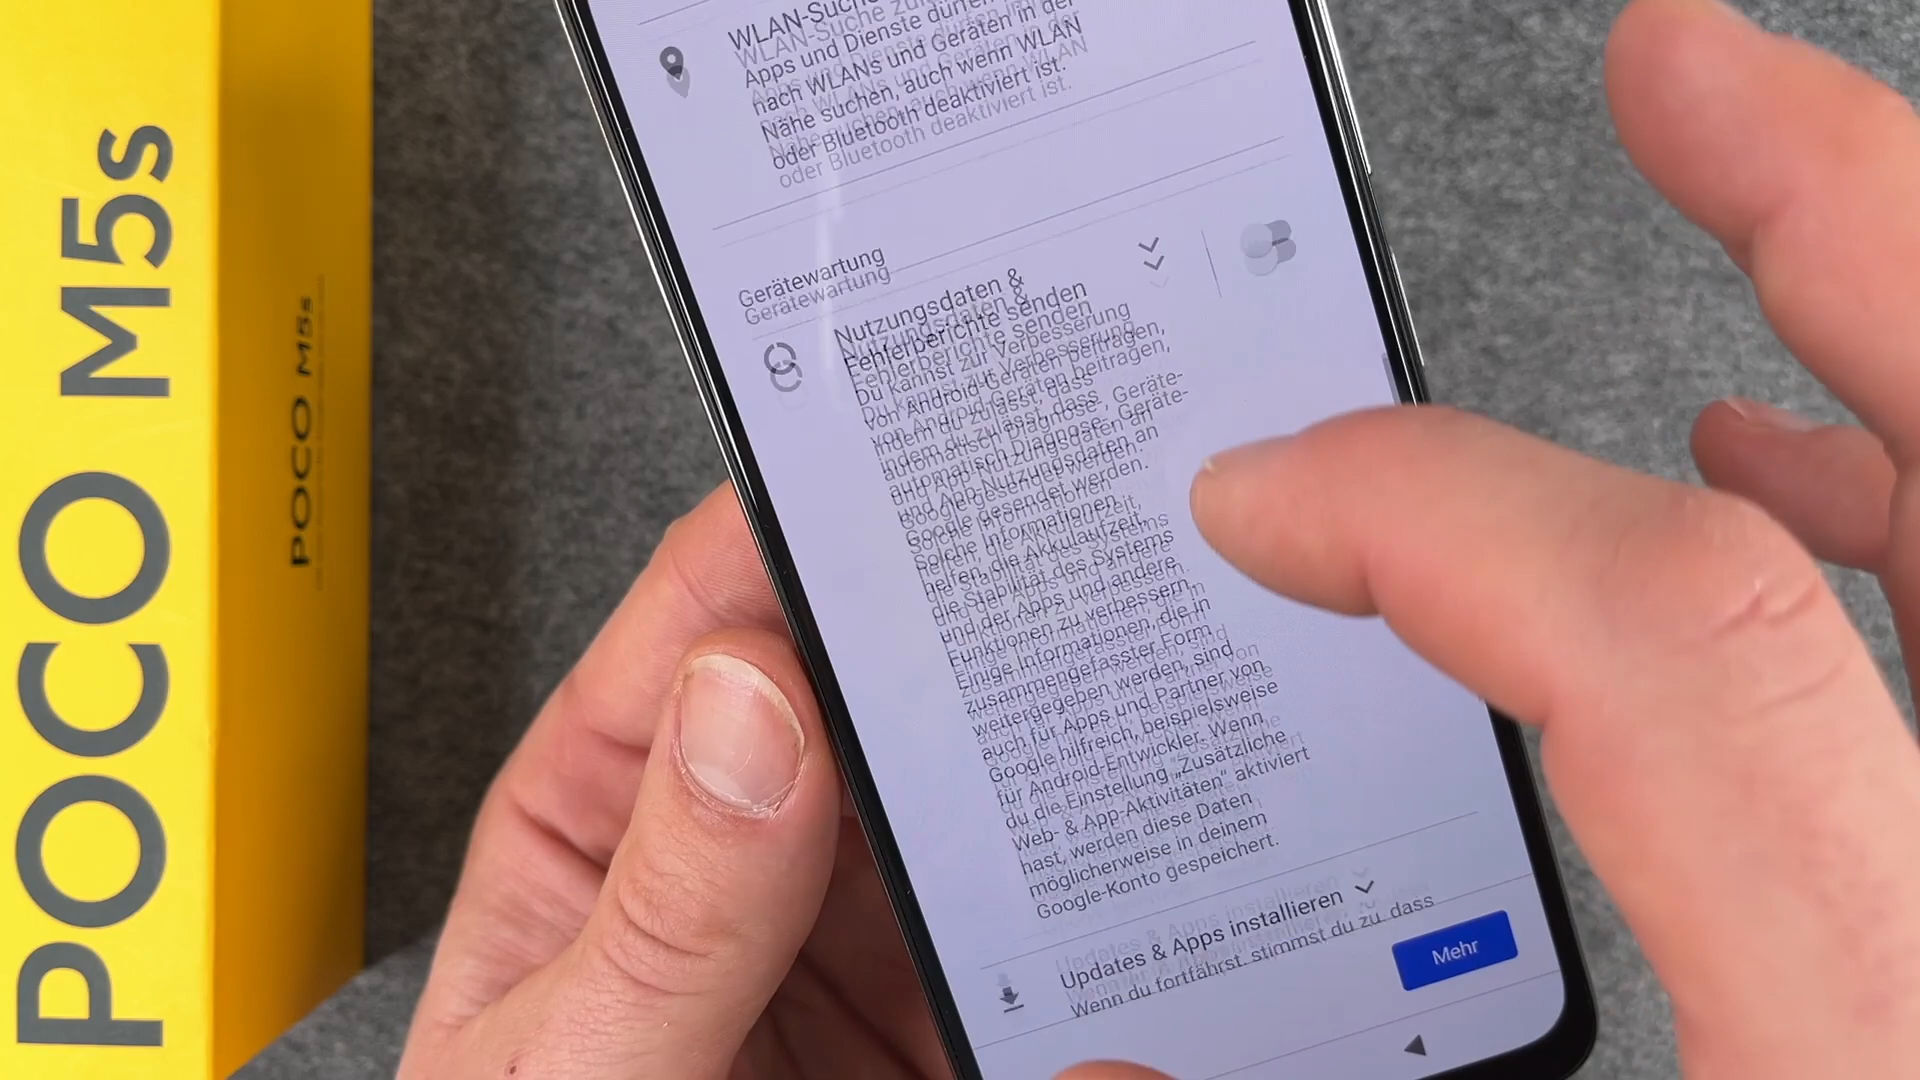 POCO M5s
POCO M5s
WLAN-Suche
Apps und Dienste dürfen
nach WLANs und Geräten in der
Nähe suchen, auch wenn WLAN
oder Bluetooth deaktiviert ist.
Gerätewartung
Nutzungsdaten &
Fehlerberichte senden
Du kannst zur Verbesserung
von Android-Geräten beitragen,
indem du zulässt, dass
automatisch Diagnose-, Geräte-
und App-Nutzungsdaten an
Google gesendet werden.
Solche Informationen
helfen, die Akkulaufzeit,
die Stabilität des Systems
und der Apps und andere
Funktionen zu verbessern.
Einige Informationen, die in
zusammengefasster Form
weitergegeben werden, sind
auch für Apps und Partner von
Google hilfreich, beispielsweise
für Android-Entwickler. Wenn
du die Einstellung „Zusätzliche
Web- & App-Aktivitäten“ aktiviert
hast, werden diese Daten
möglicherweise in deinem
Google-Konto gespeichert.
Updates & Apps installieren
Wenn du fortfährst, stimmst du zu, dass
Mehr